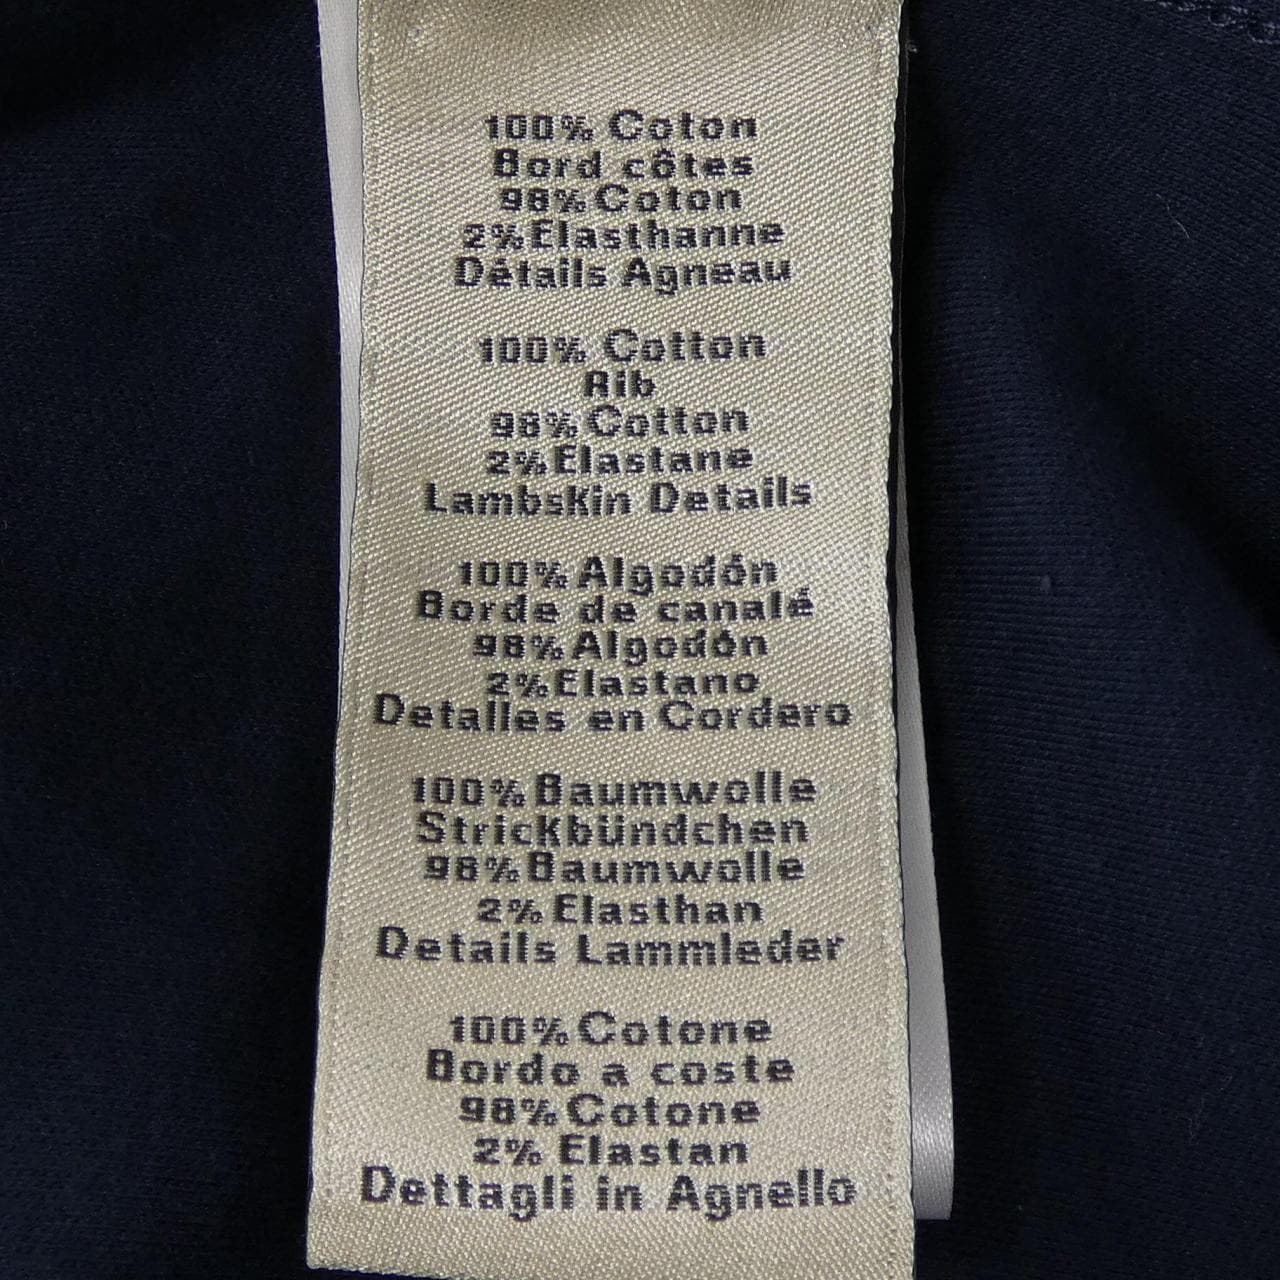 100% Coton
Bord côtes
98% Coton
2% Elasthanne
Détails Agneau
100% Cotton
Rib
98% Cotton
2% Elastane
Lambskin Details
100% Algodón
Borde de canalé
98% Algodón
2% Elastano
Detalles en Cordero
100% Baumwolle
Strickbündchen
98% Baumwolle
2% Elasthan
Details Lammleder
100% Cotone
Bordo a coste
98% Cotone
2% Elastan
Dettagli in Agnello